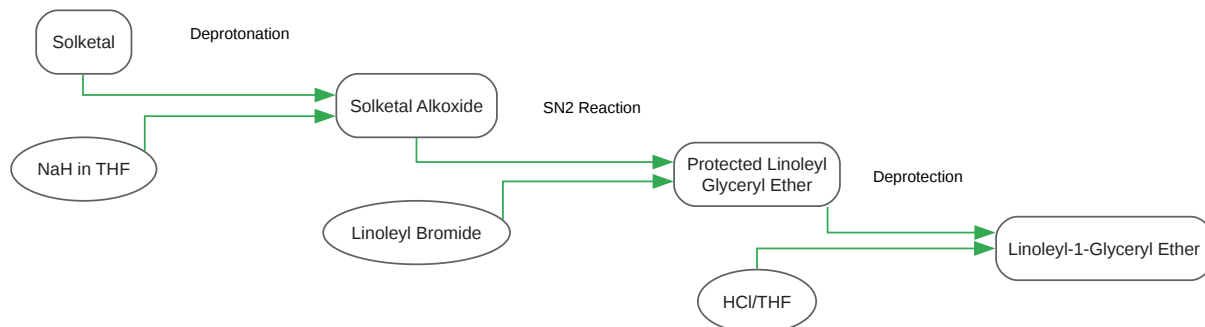 Solketal
Deprotonation
Solketal Alkoxide
SN2 Reaction
NaH in THF
Protected Linoleyl
Glyceryl Ether
Deprotection
Linoleyl Bromide
Linoleyl-1-Glyceryl Ether
HCl/THF